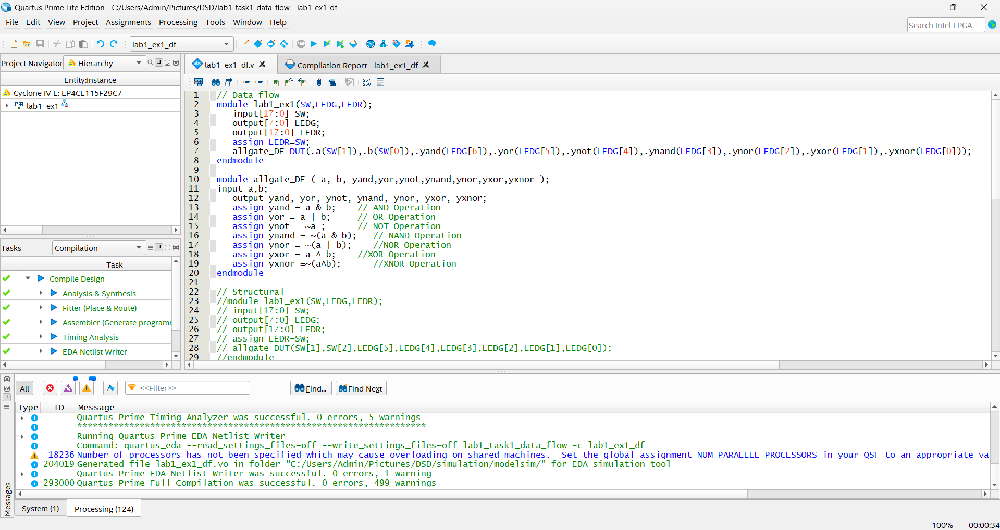 Quartus Prime Lite Edition - C:/Users/Admin/Pictures/DSD/lab1_task1_data_flow - lab1_ex1_df
File Edit View Project Assignments Processing Tools Window Help
Search Intel FPGA
lab1_ex1_df
STOP
Project Navigator Hierarchy
abc lab1_ex1_df.v
Compilation Report - lab1_ex1_df
267
268
Entity:Instance
Cyclone IV E: EP4CE115F29C7
abc lab1_ex1
1 // Data flow
2 module lab1_ex1(SW,LEDG,LEDR);
3 input[17:0] SW;
4 output[7:0] LEDG;
5 output[17:0] LEDR;
6 assign LEDR=SW;
7 allgate_DF DUT(.a(SW[1]),.b(SW[0]),.yand(LEDG[6]),.yor(LEDG[5]),.ynot(LEDG[4]),.ynand(LEDG[3]),.ynor(LEDG[2]),.yxor(LEDG[1]),.yxnor(LEDG[0]));
8 endmodule
9
10 module allgate_DF ( a, b, yand,yor,ynot,ynand,ynor,yxor,yxnor );
11 input a,b;
12 output yand, yor, ynot, ynand, ynor, yxor, yxnor;
13 assign yand = a & b; // AND Operation
14 assign yor = a | b; // OR Operation
15 assign ynot = ~a ; // NOT Operation
16 assign ynand = ~(a & b); // NAND Operation
17 assign ynor = ~(a | b); //NOR Operation
18 assign yxor = a ^ b; //XOR Operation
19 assign yxnor =~(a^b); //XNOR Operation
20 endmodule
21
22 // Structural
23 //module lab1_ex1(SW,LEDG,LEDR);
24 // input[17:0] SW;
25 // output[7:0] LEDG;
26 // output[17:0] LEDR;
27 // assign LEDR=SW;
28 // allgate DUT(SW[1],SW[2],LEDG[5],LEDG[4],LEDG[3],LEDG[2],LEDG[1],LEDG[0]);
29 //endmodule
Tasks Compilation
Task
Compile Design
Analysis & Synthesis
Fitter (Place & Route)
Assembler (Generate programm
Timing Analysis
EDA Netlist Writer
All <<Filter>> Find... Find Next
Type ID Message
Quartus Prime Timing Analyzer was successful. 0 errors, 5 warnings
*******************************************************************
Running Quartus Prime EDA Netlist Writer
Command: quartus_eda --read_settings_files=off --write_settings_files=off lab1_task1_data_flow -c lab1_ex1_df
18236 Number of processors has not been specified which may cause overloading on shared machines. Set the global assignment NUM_PARALLEL_PROCESSORS in your QSF to an appropriate va
204019 Generated file lab1_ex1_df.vo in folder "C:/Users/Admin/Pictures/DSD/simulation/modelsim/" for EDA simulation tool
Quartus Prime EDA Netlist Writer was successful. 0 errors, 1 warning
293000 Quartus Prime Full Compilation was successful. 0 errors, 499 warnings
Messages
System (1) Processing (124)
100% 00:00:34